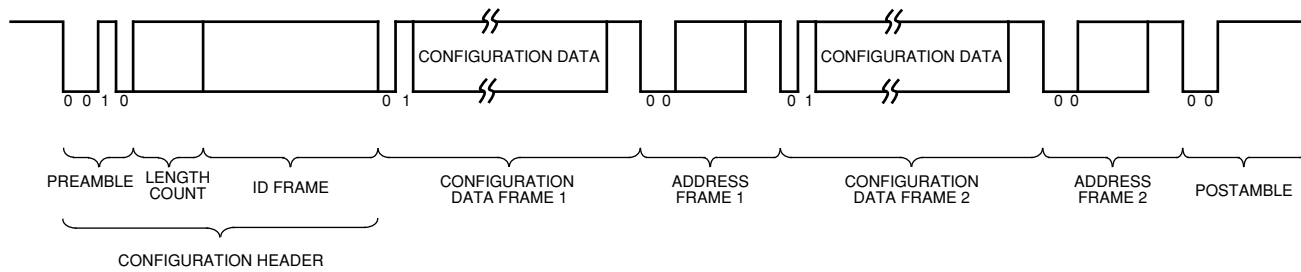 CONFIGURATION DATA
CONFIGURATION DATA
0 0 1 0
0 1
0 0
0 1
0 0
0 0
PREAMBLE
LENGTH
COUNT
ID FRAME
CONFIGURATION
DATA FRAME 1
ADDRESS
FRAME 1
CONFIGURATION
DATA FRAME 2
ADDRESS
FRAME 2
POSTAMBLE
CONFIGURATION HEADER